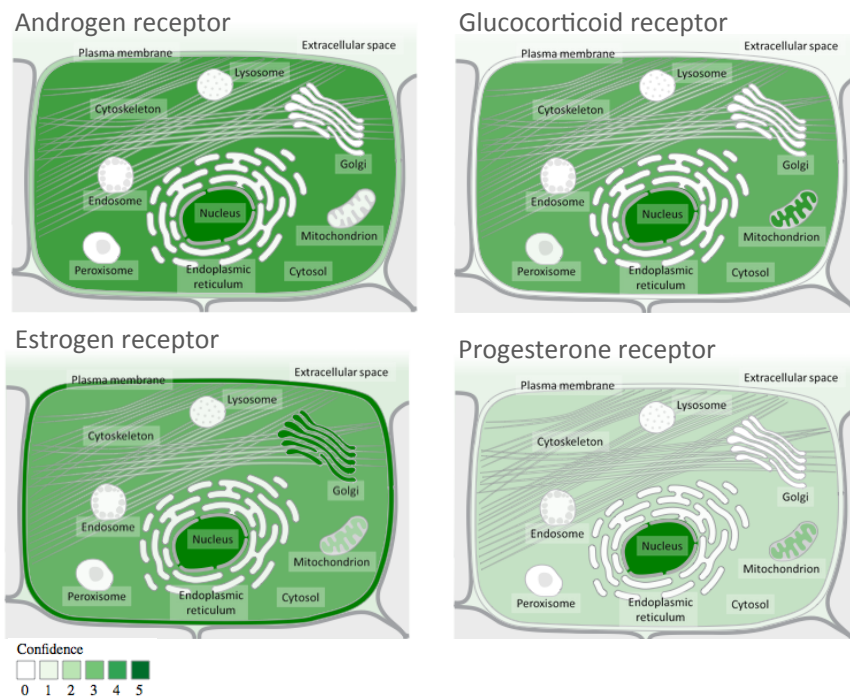 Androgen receptor
Plasma membrane
Extracellular space
Lysosome
Cytoskeleton
Golgi
Endosome
Nucleus
Mitochondrion
Peroxisome
Endoplasmic
reticulum
Cytosol
Glucocorticoid receptor
Plasma membrane
Extracellular space
Lysosome
Cytoskeleton
Golgi
Endosome
Nucleus
Mitochondrion
Peroxisome
Endoplasmic
reticulum
Cytosol
Estrogen receptor
Plasma membrane
Extracellular space
Lysosome
Cytoskeleton
Golgi
Endosome
Nucleus
Mitochondrion
Peroxisome
Endoplasmic
reticulum
Cytosol
Progesterone receptor
Plasma membrane
Extracellular space
Lysosome
Cytoskeleton
Golgi
Endosome
Nucleus
Mitochondrion
Peroxisome
Endoplasmic
reticulum
Cytosol
Confidence
0 1 2 3 4 5